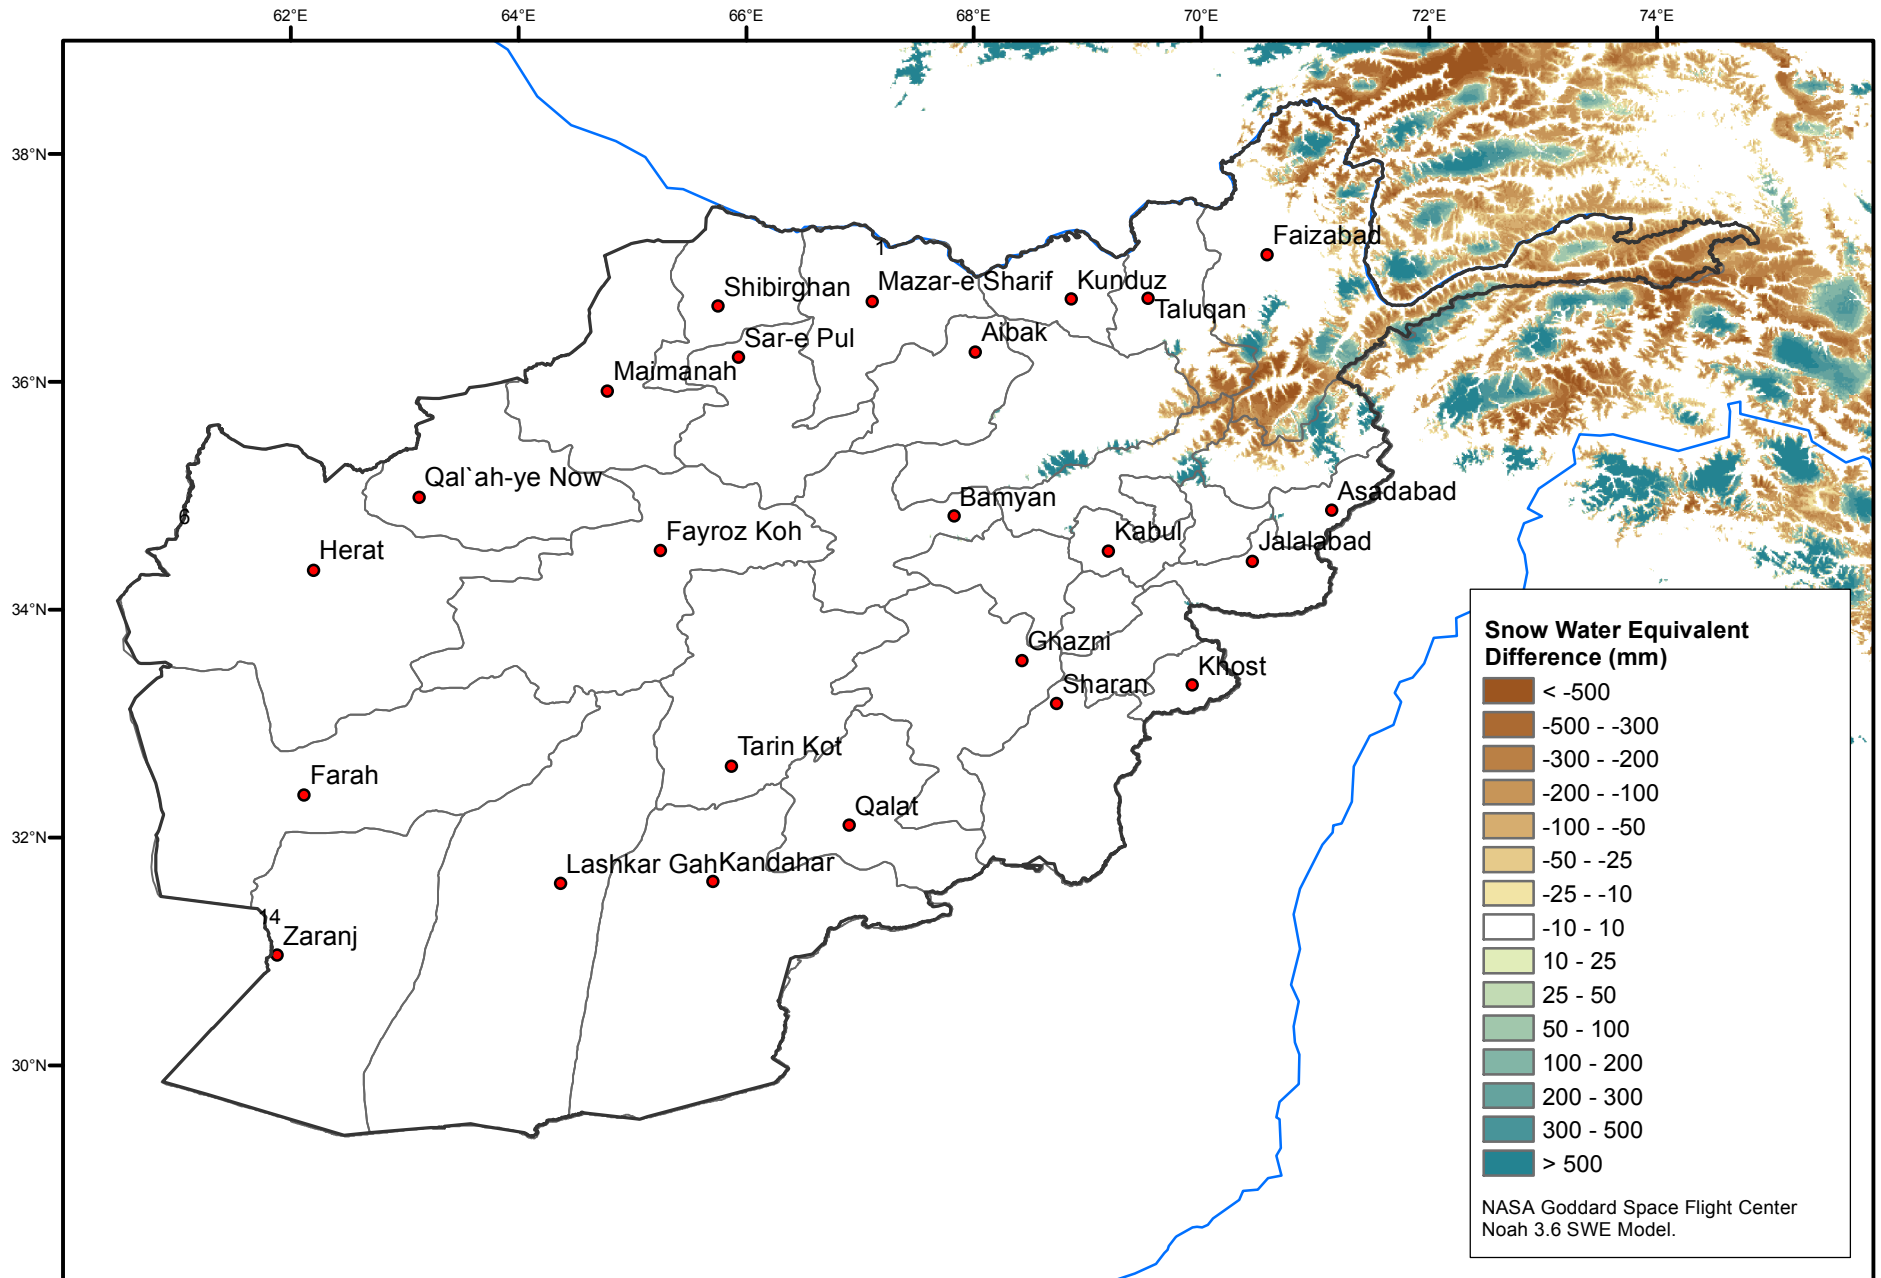 62°E
64°E
66°E
68°E
70°E
72°E
74°E
38°N
36°N
34°N
32°N
30°N
1
Faizabad
Shibirghan
Mazar-e Sharif
Kunduz
Taluqan
Sar-e Pul
Aibak
Maimanah
Qal`ah-ye Now
Bamyan
Asadabad
6
Herat
Fayroz Koh
Kabul
Jalalabad
Ghazni
Khost
Sharan
Tarin Kot
Farah
Qalat
Lashkar Gah
Kandahar
14
Zaranj
Snow Water Equivalent
Difference (mm)
< -500
-500 - -300
-300 - -200
-200 - -100
-100 - -50
-50 - -25
-25 - -10
-10 - 10
10 - 25
25 - 50
50 - 100
100 - 200
200 - 300
300 - 500
> 500
NASA Goddard Space Flight Center
Noah 3.6 SWE Model.